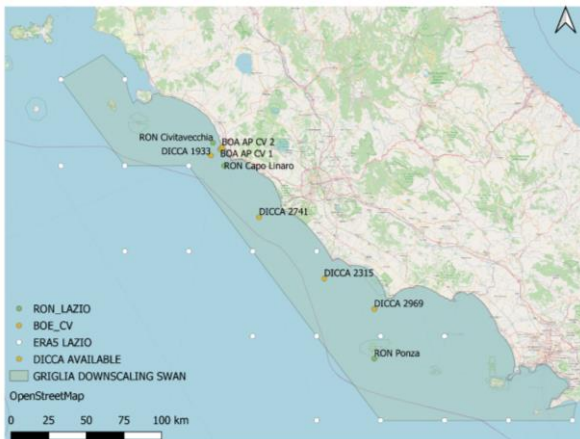 RON Civitavecchia
BOA AP CV 2
DICCA 1933
BOA AP CV 1
RON Capo Linaro
DICCA 2741
DICCA 2315
DICCA 2969
RON Ponza
RON_LAZIO
BOE_CV
ERA5 LAZIO
DICCA AVAILABLE
GRIGLIA DOWNSCALING SWAN
OpenStreetMap
0 25 50 75 100 km